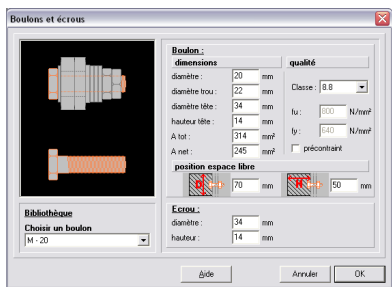 Boulons et écrous
Boulon :
dimensions
qualité
diamètre : 20 mm
diamètre trou : 22 mm
diamètre tête : 34 mm
hauteur tête : 14 mm
A tot : 314 mm²
A net : 245 mm²
Classe : 8.8
fu : 800 N/mm²
fy : 640 N/mm²
précontraint
position espace libre
D 70 mm
H 50 mm
Ecrou :
diamètre : 34 mm
hauteur : 14 mm
Bibliothèque
Choisir un boulon
M - 20
Aide
Annuler
OK